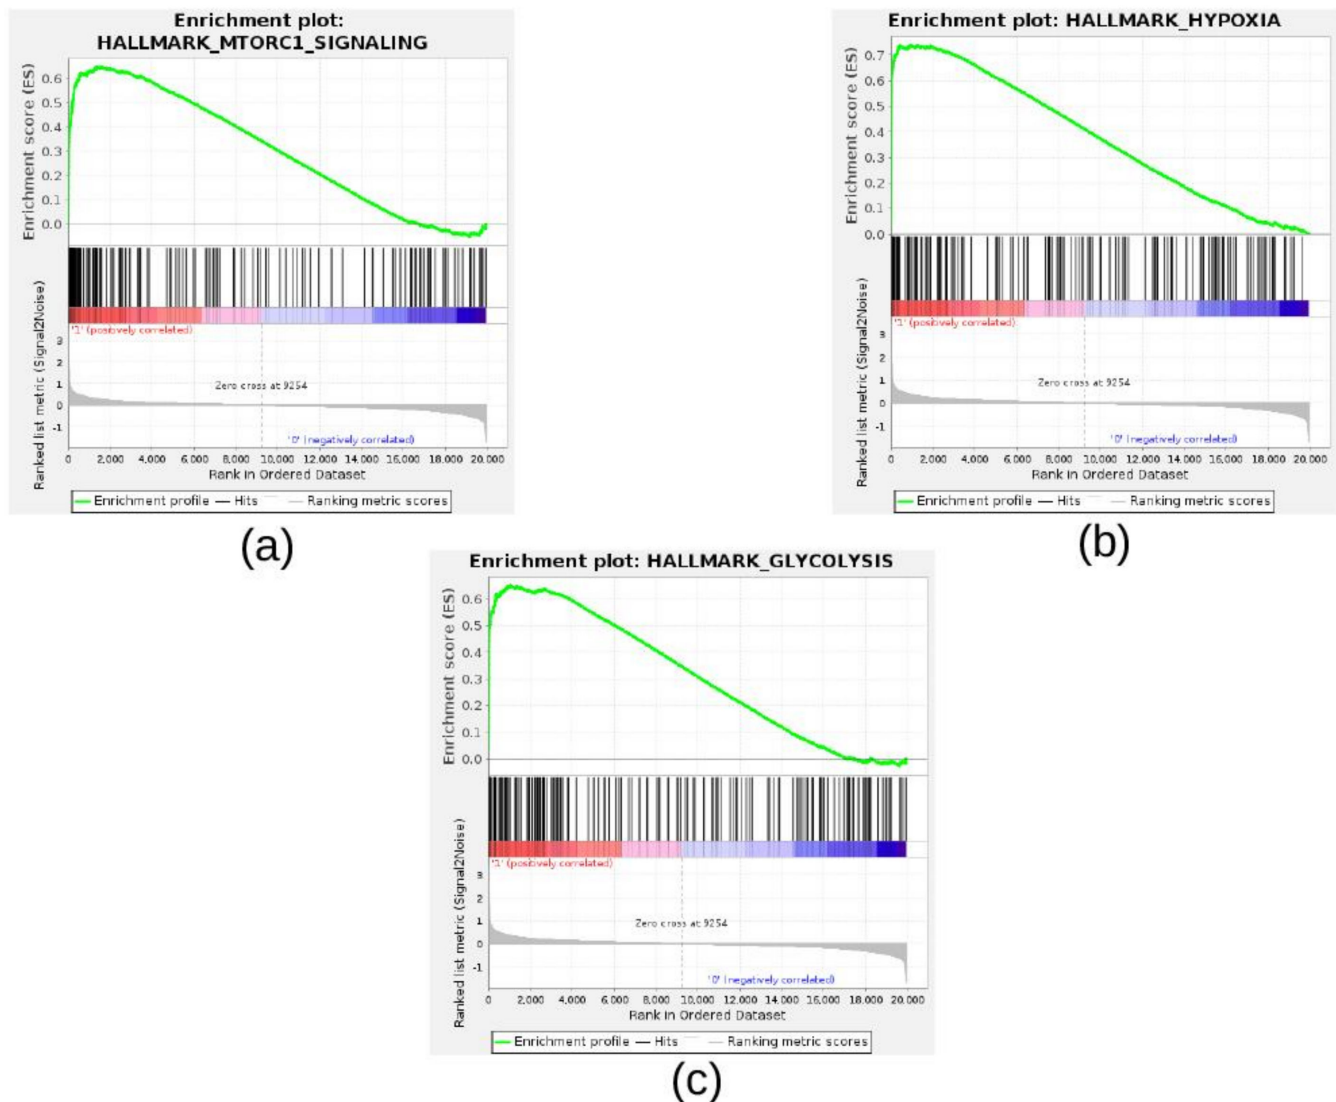 Enrichment plot:
HALLMARK_MTORC1_SIGNALING
Enrichment score (ES)
0.6
0.5
0.4
0.3
0.2
0.1
0.0
Ranked list metric (Signal2Noise)
'1' (positively correlated)
3
2
1
0
-1
Zero cross at 9254
'0' (negatively correlated)
0 2,000 4,000 6,000 8,000 10,000 12,000 14,000 16,000 18,000 20,000
Rank in Ordered Dataset
Enrichment profile Hits Ranking metric scores
(a)
Enrichment plot: HALLMARK_HYPOXIA
Enrichment score (ES)
0.7
0.6
0.5
0.4
0.3
0.2
0.1
0.0
Ranked list metric (Signal2Noise)
'1' (positively correlated)
3
2
1
0
-1
Zero cross at 9254
'0' (negatively correlated)
0 2,000 4,000 6,000 8,000 10,000 12,000 14,000 16,000 18,000 20,000
Rank in Ordered Dataset
Enrichment profile Hits Ranking metric scores
(b)
Enrichment plot: HALLMARK_GLYCOLYSIS
Enrichment score (ES)
0.6
0.5
0.4
0.3
0.2
0.1
0.0
Ranked list metric (Signal2Noise)
'1' (positively correlated)
3
2
1
0
-1
Zero cross at 9254
'0' (negatively correlated)
0 2,000 4,000 6,000 8,000 10,000 12,000 14,000 16,000 18,000 20,000
Rank in Ordered Dataset
Enrichment profile Hits Ranking metric scores
(c)